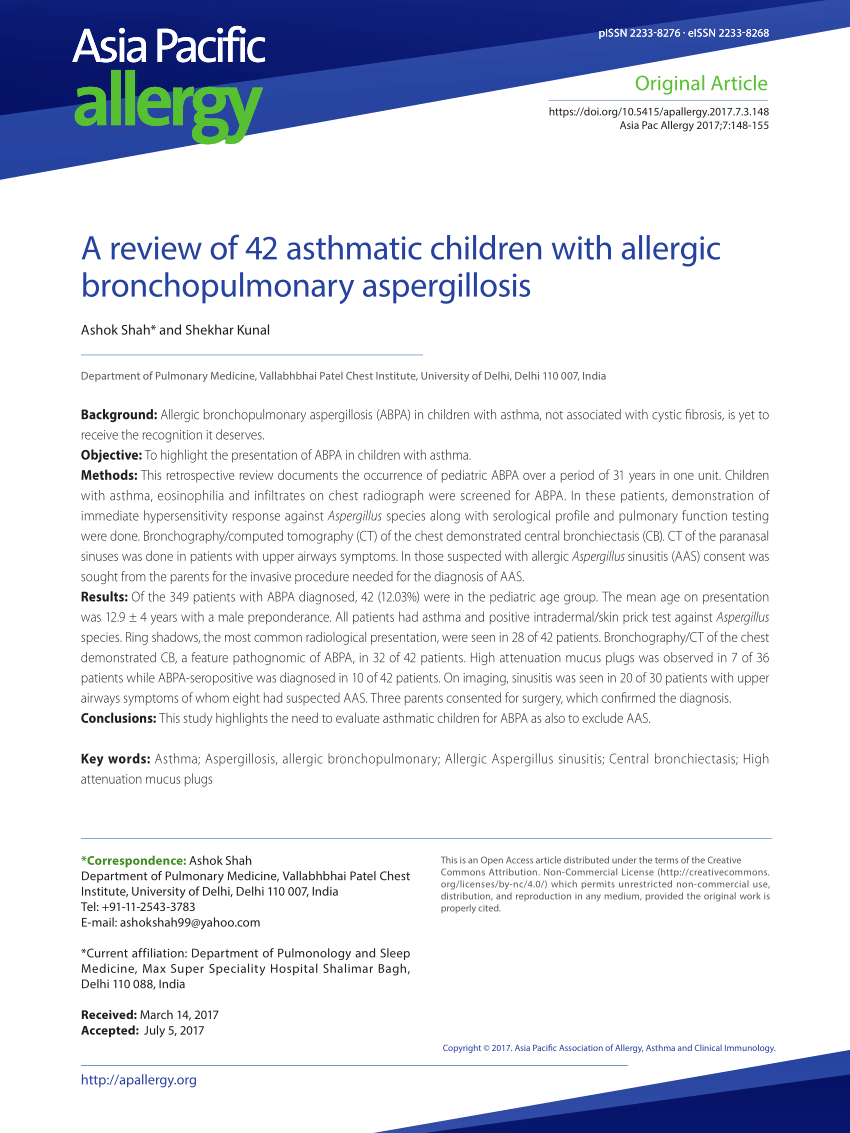 Asia Pacific
allergy
pISSN 2233-8276 · eISSN 2233-8268
Original Article
https://doi.org/10.5415/apallergy.2017.7.3.148
Asia Pac Allergy 2017;7:148-155
A review of 42 asthmatic children with allergic
bronchopulmonary aspergillosis
Ashok Shah* and Shekhar Kunal
Department of Pulmonary Medicine, Vallabhbhai Patel Chest Institute, University of Delhi, Delhi 110 007, India
Background: Allergic bronchopulmonary aspergillosis (ABPA) in children with asthma, not associated with cystic fibrosis, is yet to
receive the recognition it deserves.
Objective: To highlight the presentation of ABPA in children with asthma.
Methods: This retrospective review documents the occurrence of pediatric ABPA over a period of 31 years in one unit. Children
with asthma, eosinophilia and infiltrates on chest radiograph were screened for ABPA. In these patients, demonstration of
immediate hypersensitivity response against Aspergillus species along with serological profile and pulmonary function testing
were done. Bronchography/computed tomography (CT) of the chest demonstrated central bronchiectasis (CB). CT of the paranasal
sinuses was done in patients with upper airways symptoms. In those suspected with allergic Aspergillus sinusitis (AAS) consent was
sought from the parents for the invasive procedure needed for the diagnosis of AAS.
Results: Of the 349 patients with ABPA diagnosed, 42 (12.03%) were in the pediatric age group. The mean age on presentation
was 12.9 ± 4 years with a male preponderance. All patients had asthma and positive intradermal/skin prick test against Aspergillus
species. Ring shadows, the most common radiological presentation, were seen in 28 of 42 patients. Bronchography/CT of the chest
demonstrated CB, a feature pathognomic of ABPA, in 32 of 42 patients. High attenuation mucus plugs was observed in 7 of 36
patients while ABPA-seropositive was diagnosed in 10 of 42 patients. On imaging, sinusitis was seen in 20 of 30 patients with upper
airways symptoms of whom eight had suspected AAS. Three parents consented for surgery, which confirmed the diagnosis.
Conclusions: This study highlights the need to evaluate asthmatic children for ABPA as also to exclude AAS.
Key words: Asthma; Aspergillosis, allergic bronchopulmonary; Allergic Aspergillus sinusitis; Central bronchiectasis; High
attenuation mucus plugs
*Correspondence: Ashok Shah
Department of Pulmonary Medicine, Vallabhbhai Patel Chest
Institute, University of Delhi, Delhi 110 007, India
Tel: +91-11-2543-3783
E-mail: ashokshah99@yahoo.com
*Current affiliation: Department of Pulmonology and Sleep
Medicine, Max Super Speciality Hospital Shalimar Bagh,
Delhi 110 088, India
Received: March 14, 2017
Accepted: July 5, 2017
This is an Open Access article distributed under the terms of the Creative
Commons Attribution. Non-Commercial License (http://creativecommons.
org/licenses/by-nc/4.0/) which permits unrestricted non-commercial use,
distribution, and reproduction in any medium, provided the original work is
properly cited.
Copyright © 2017. Asia Pacific Association of Allergy, Asthma and Clinical Immunology.
http://apallergy.org